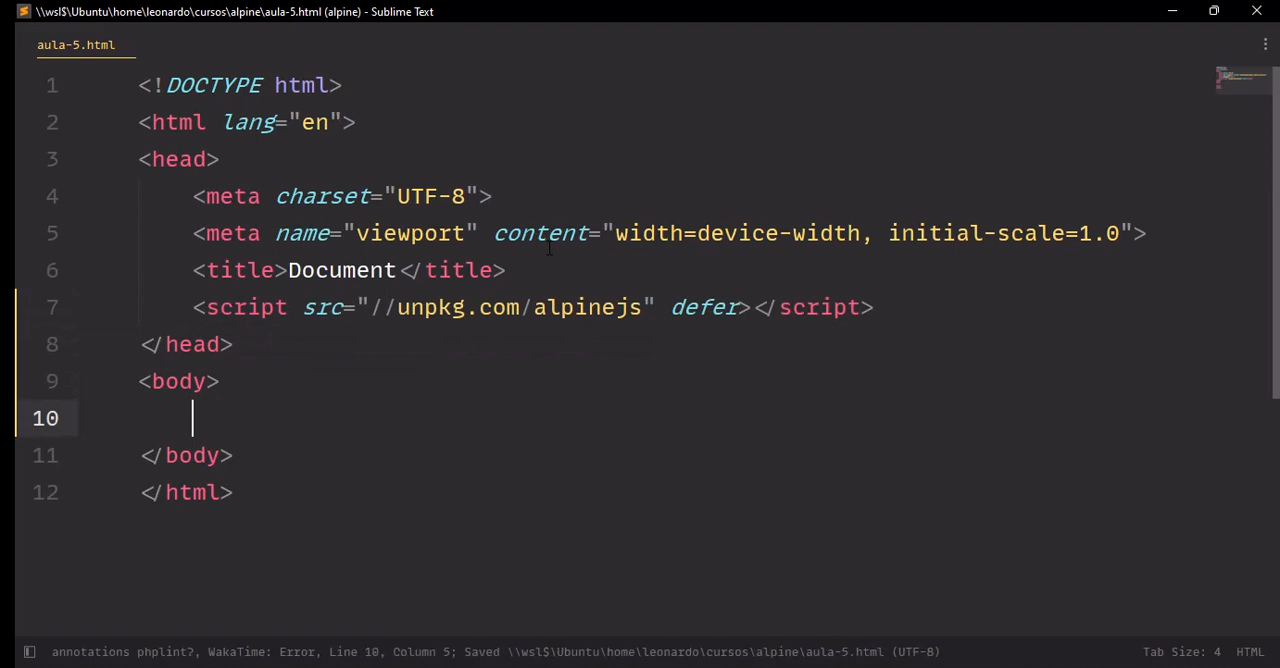 \\wsl$\Ubuntu\home\leonardo\cursos\alpine\aula-5.html (alpine) - Sublime Text
aula-5.html
1 <!DOCTYPE html>
2 <html lang="en">
3 <head>
4 <meta charset="UTF-8">
5 <meta name="viewport" content="width=device-width, initial-scale=1.0">
6 <title>Document</title>
7 <script src="//unpkg.com/alpinejs" defer></script>
8 </head>
9 <body>
10
11 </body>
12 </html>
annotations phplint?, WakaTime: Error, Line 10, Column 5; Saved \\wsl$\Ubuntu\home\leonardo\cursos\alpine\aula-5.html (UTF-8) Tab Size: 4 HTML